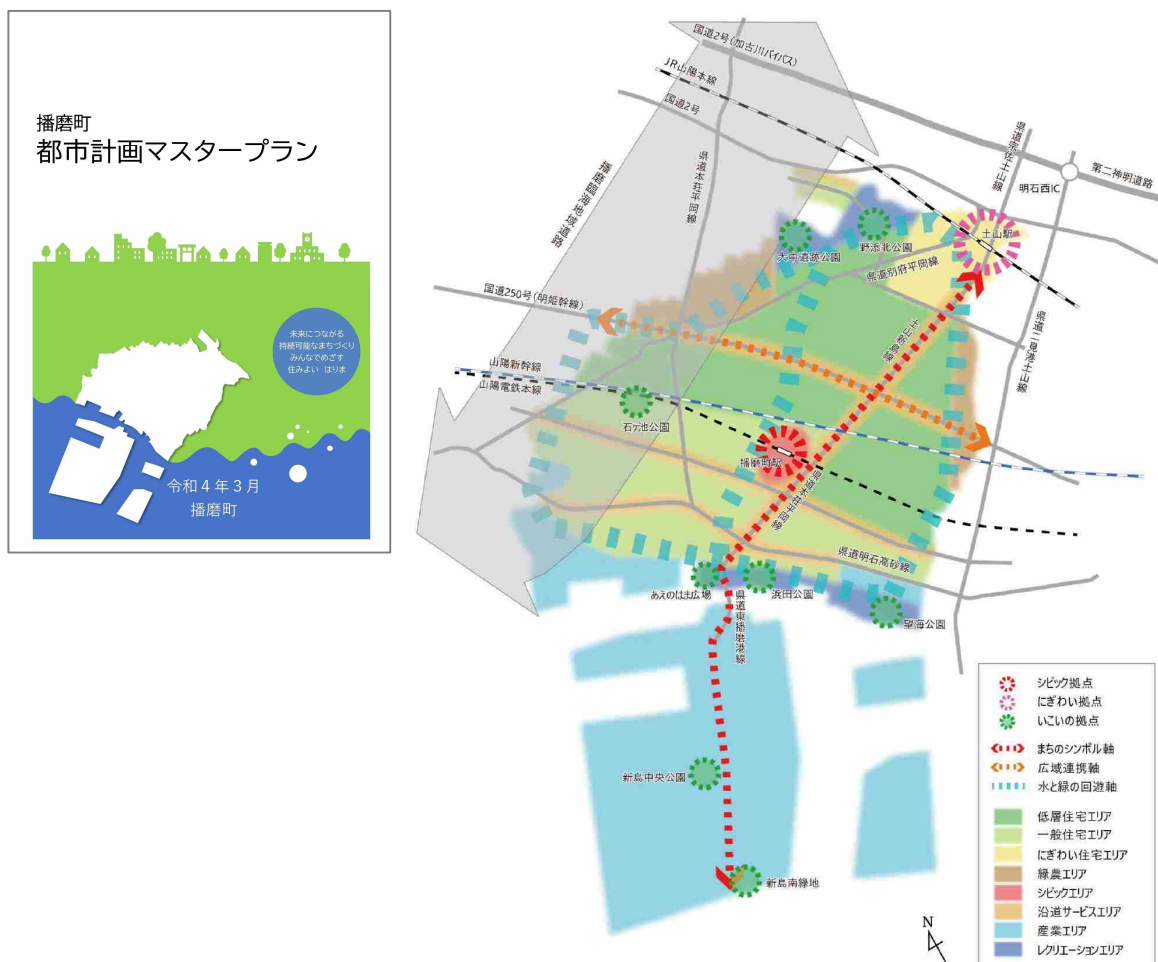 播磨町
都市計画マスタープラン
未来につながる
持続可能なまちづくり
みんなでめざす
住みよい はりま
令和4年3月
播磨町
国道2号(加古川バイパス)
JR山陽本線
国道2号
県道宗佐土山線
第二神明道路
明石西IC
播磨臨海地域道路
県道本荘平岡線
土山駅
野添北公園
大中遺跡公園
県道別府平岡線
国道250号(明姫幹線)
土山新島線
県道二見港土山線
山陽新幹線
山陽電鉄本線
石ヶ池公園
播磨町駅
県道本荘平岡線
県道明石高砂線
あえのはま広場
浜田公園
県道東播磨港線
望海公園
新島中央公園
新島南緑地
シビック拠点
にぎわい拠点
いこいの拠点
まちのシンボル軸
広域連携軸
水と緑の回遊軸
低層住宅エリア
一般住宅エリア
にぎわい住宅エリア
緑農エリア
シビックエリア
沿道サービスエリア
産業エリア
レクリエーションエリア
N